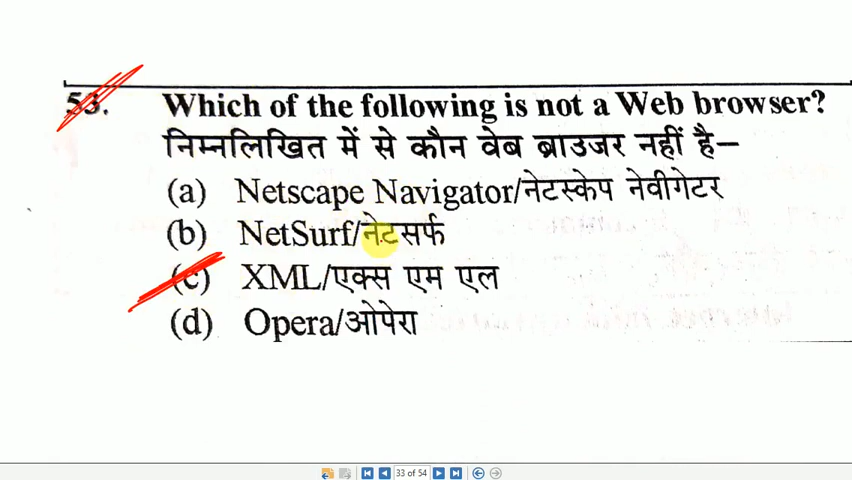 53. Which of the following is not a Web browser?
निम्नलिखित में से कौन वेब ब्राउजर नहीं है–
(a) Netscape Navigator/नेटस्केप नेवीगेटर
(b) NetSurf/नेटसर्फ
(c) XML/एक्स एम एल
(d) Opera/ओपेरा
33 of 54